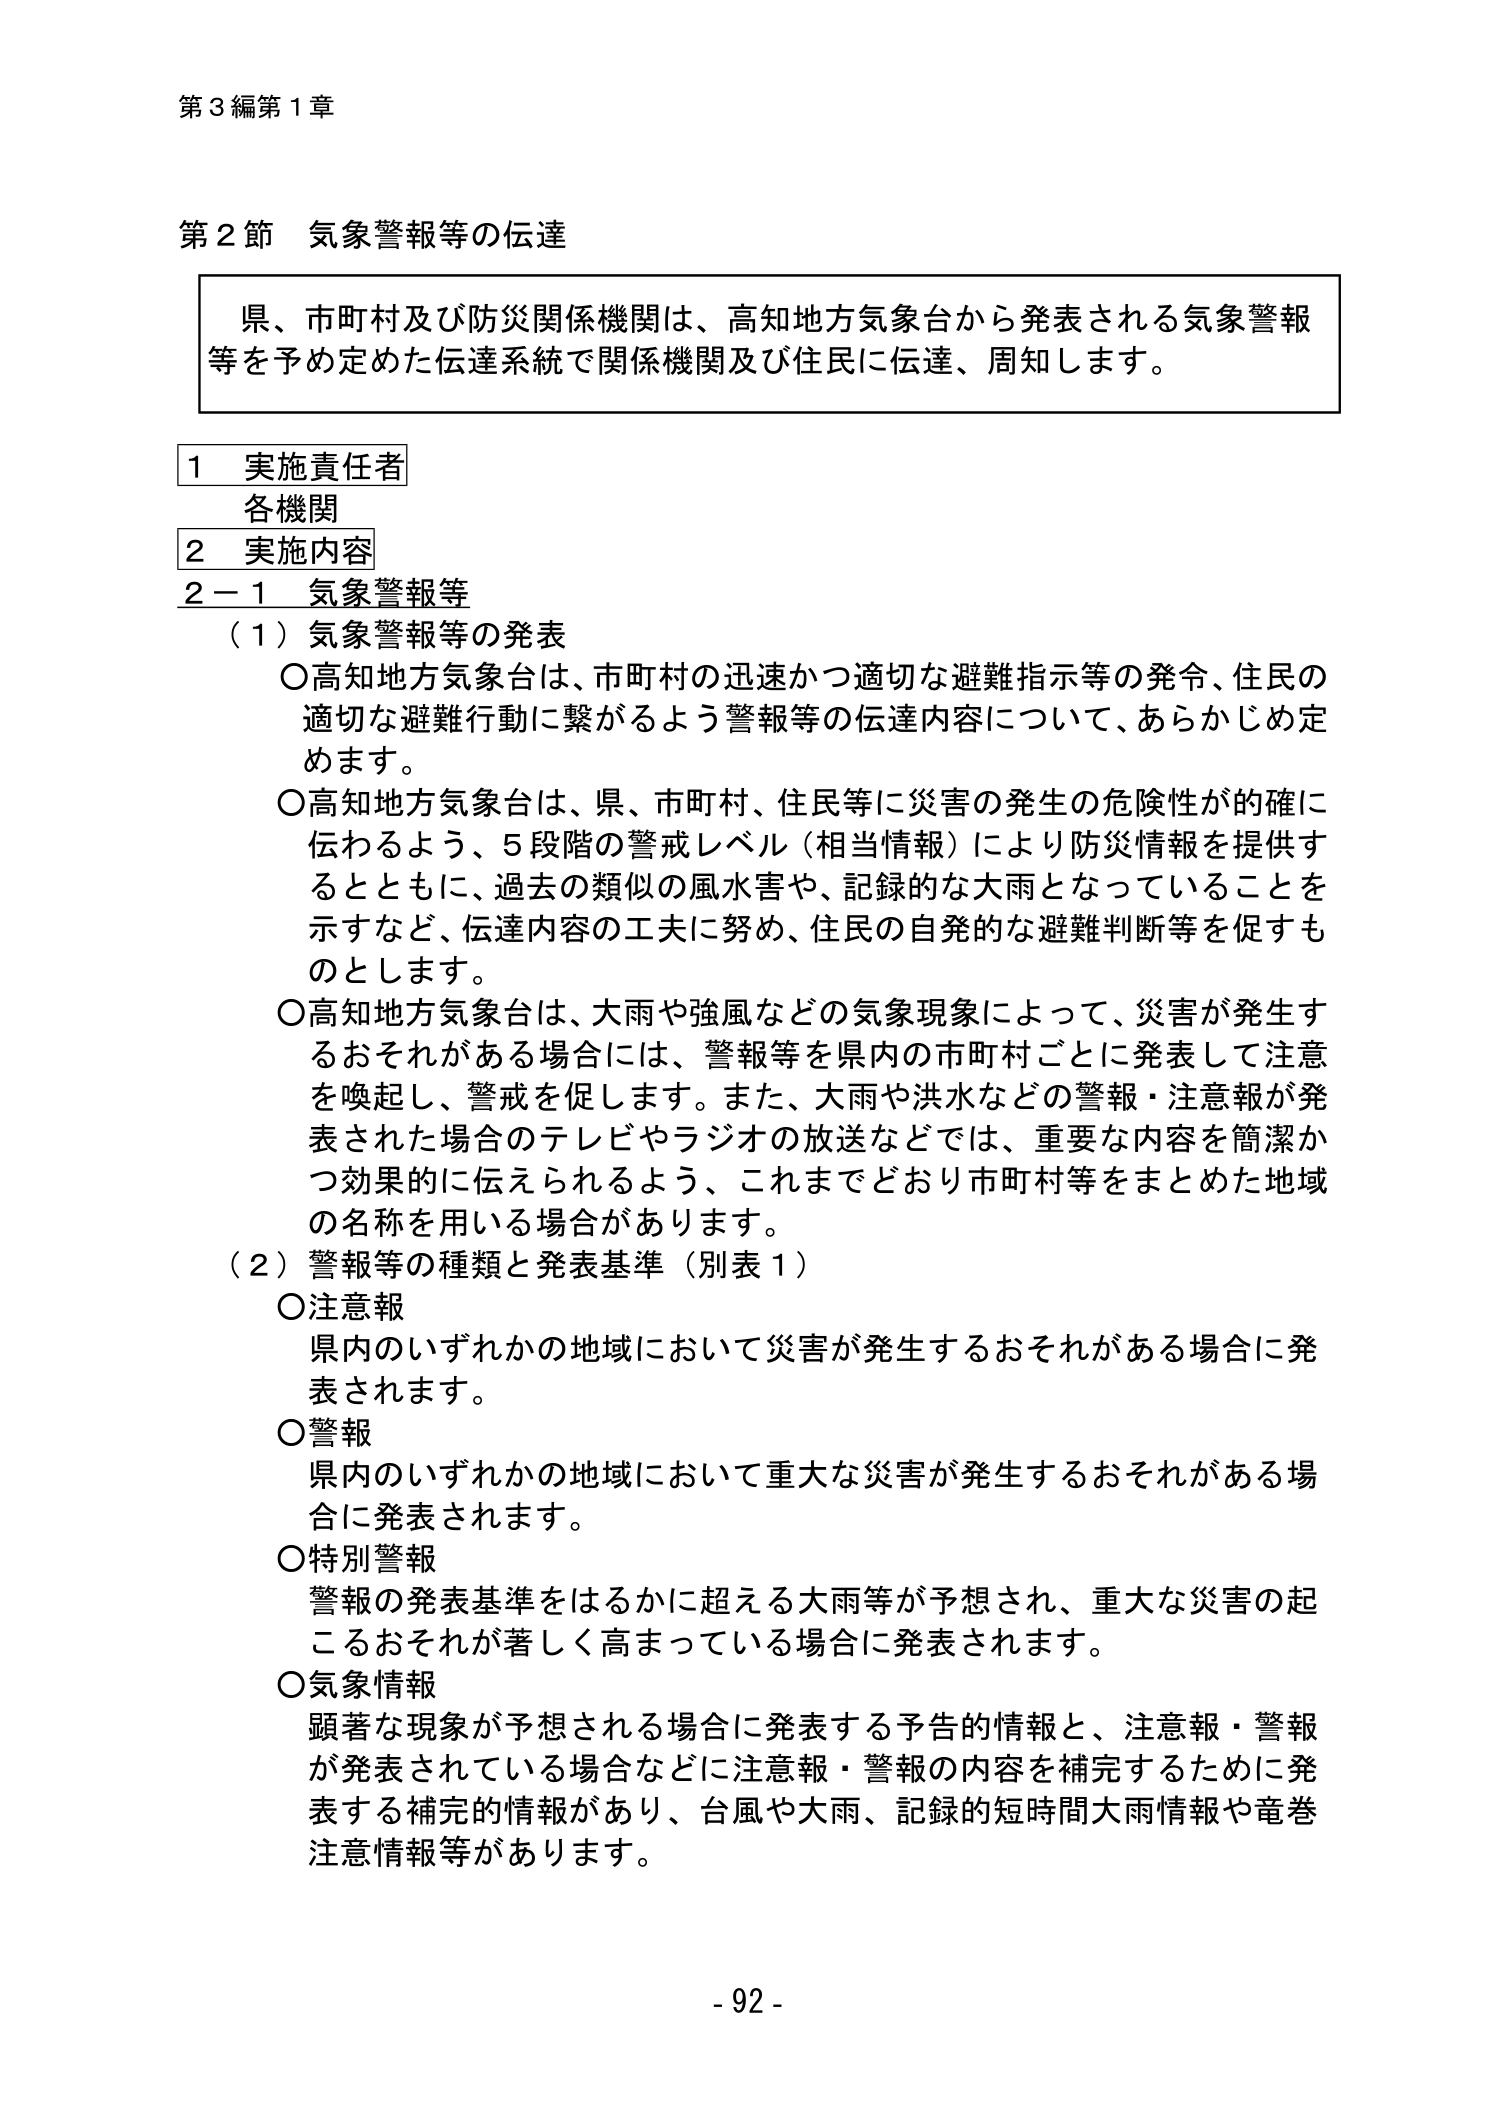 第３編第１章
第２節　気象警報等の伝達
県、市町村及び防災関係機関は、高知地方気象台から発表される気象警報
等を予め定めた伝達系統で関係機関及び住民に伝達、周知します。
１　実施責任者
各機関
２　実施内容
２－１　気象警報等
（１）気象警報等の発表
○高知地方気象台は、市町村の迅速かつ適切な避難指示等の発令、住民の
適切な避難行動に繋がるよう警報等の伝達内容について、あらかじめ定
めます。
○高知地方気象台は、県、市町村、住民等に災害の発生の危険性が的確に
伝わるよう、５段階の警戒レベル（相当情報）により防災情報を提供す
るとともに、過去の類似の風水害や、記録的な大雨となっていることを
示すなど、伝達内容の工夫に努め、住民の自発的な避難判断等を促すも
のとします。
○高知地方気象台は、大雨や強風などの気象現象によって、災害が発生す
るおそれがある場合には、警報等を県内の市町村ごとに発表して注意
を喚起し、警戒を促します。また、大雨や洪水などの警報・注意報が発
表された場合のテレビやラジオの放送などでは、重要な内容を簡潔か
つ効果的に伝えられるよう、これまでどおり市町村等をまとめた地域
の名称を用いる場合があります。
（２）警報等の種類と発表基準（別表１）
○注意報
県内のいずれかの地域において災害が発生するおそれがある場合に発
表されます。
○警報
県内のいずれかの地域において重大な災害が発生するおそれがある場
合に発表されます。
○特別警報
警報の発表基準をはるかに超える大雨等が予想され、重大な災害の起
こるおそれが著しく高まっている場合に発表されます。
○気象情報
顕著な現象が予想される場合に発表する予告的情報と、注意報・警報
が発表されている場合などに注意報・警報の内容を補完するために発
表する補完的情報があり、台風や大雨、記録的短時間大雨情報や竜巻
注意情報等があります。
- 92 -